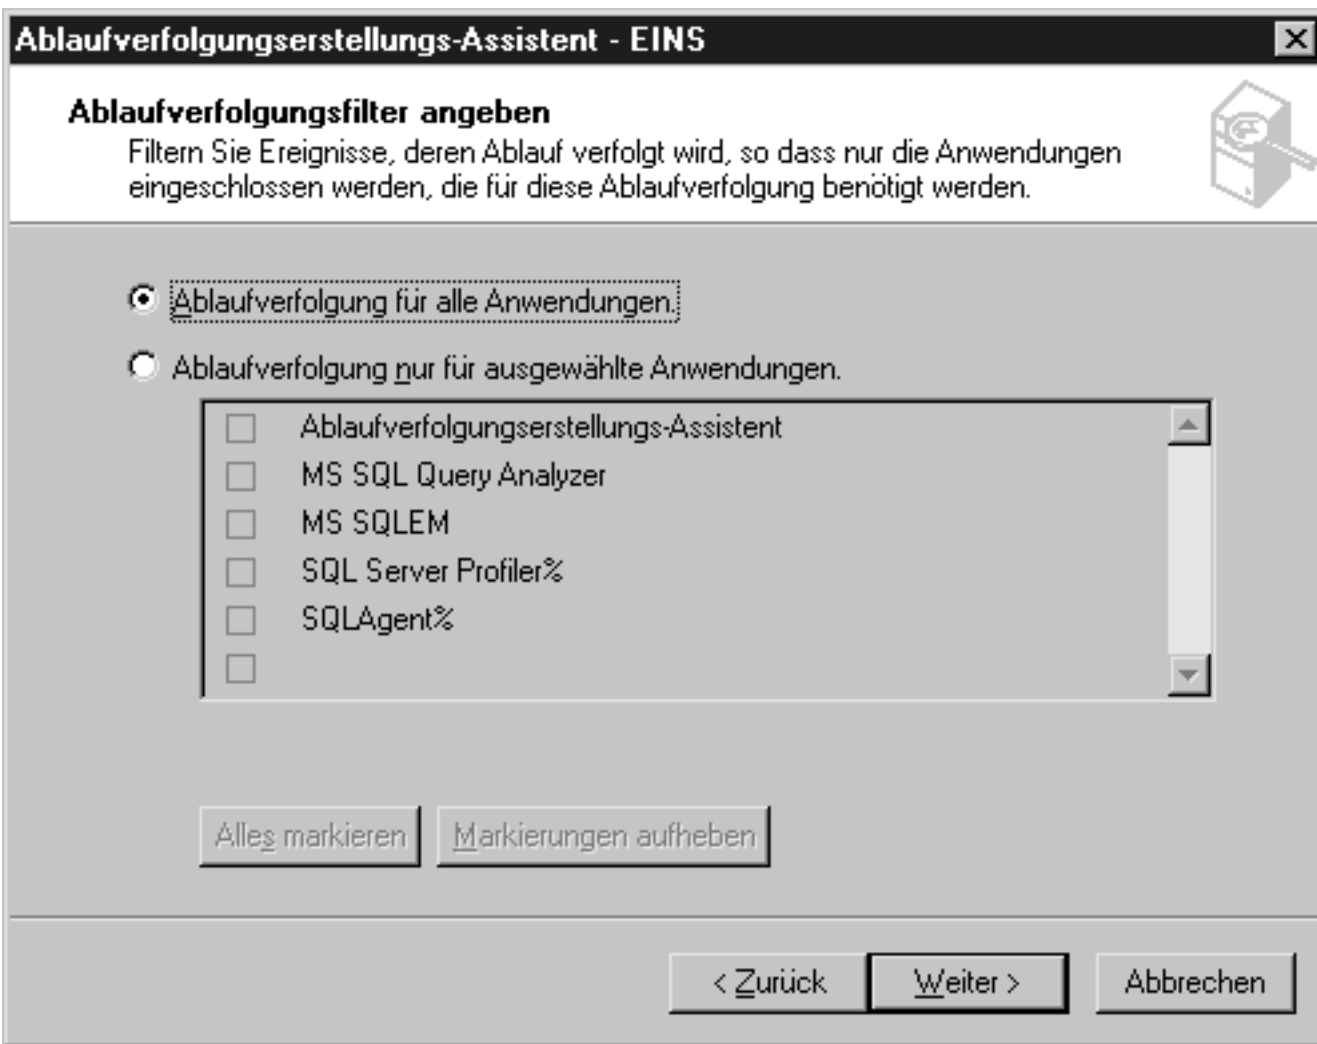 Ablaufverfolgungserstellungs-Assistent - EINS
Ablaufverfolgungsfilter angeben
Filtern Sie Ereignisse, deren Ablauf verfolgt wird, so dass nur die Anwendungen
eingeschlossen werden, die für diese Ablaufverfolgung benötigt werden.
Ablaufverfolgung für alle Anwendungen.
Ablaufverfolgung nur für ausgewählte Anwendungen.
Ablaufverfolgungserstellungs-Assistent
MS SQL Query Analyzer
MS SQLEM
SQL Server Profiler%
SQLAgent%
Alles markieren Markierungen aufheben
< Zurück Weiter > Abbrechen